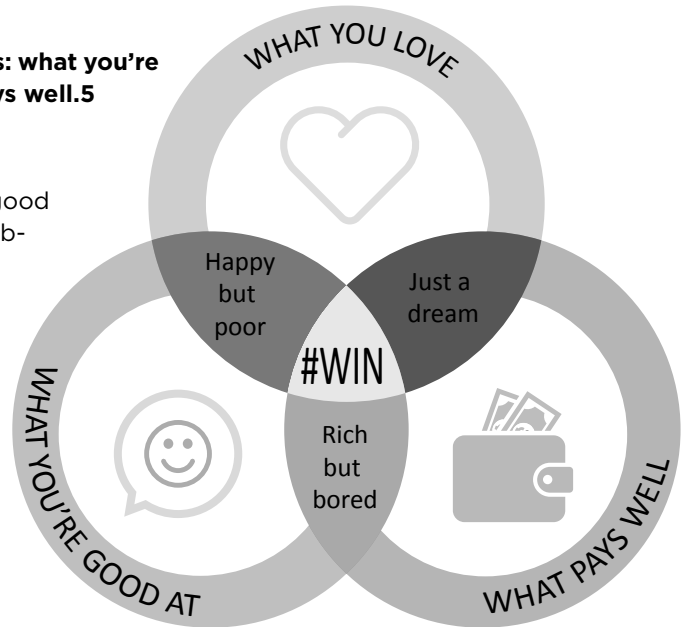 s: what you’re
ys well.5
good
b-
WHAT YOU LOVE
Happy
but
poor
Just a
dream
#WIN
Rich
but
bored
WHAT YOU’RE GOOD AT
WHAT PAYS WELL